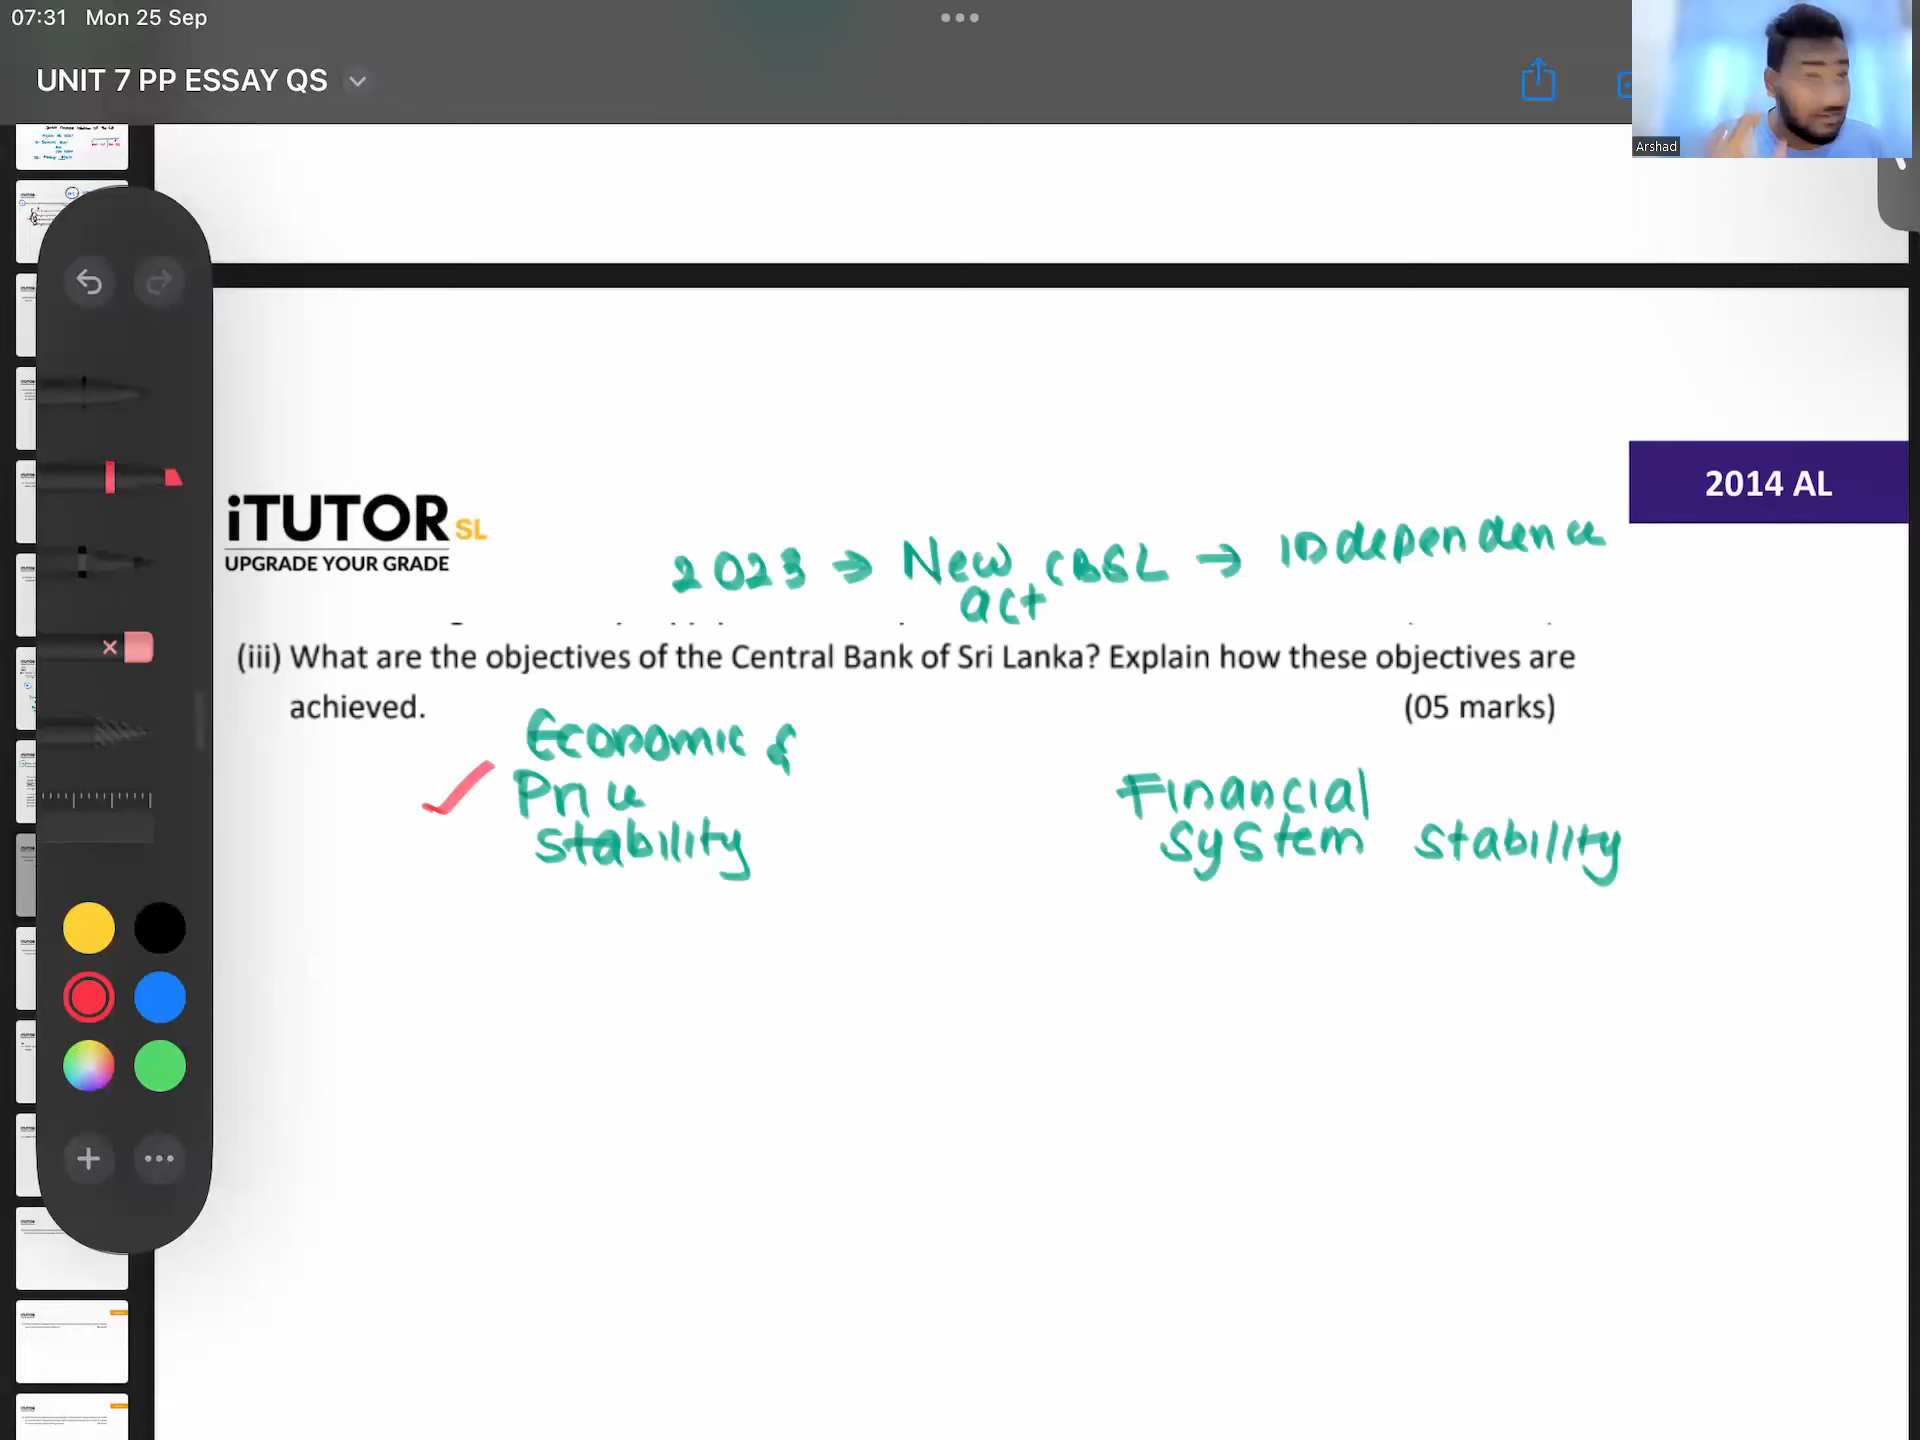 07:31 Mon 25 Sep
UNIT 7 PP ESSAY QS
Arshad
2014 AL
iTUTOR SL
UPGRADE YOUR GRADE
2023 → New CBSL → Independence
act
(iii) What are the objectives of the Central Bank of Sri Lanka? Explain how these objectives are
achieved. (05 marks)
Economic &
Price
stability
Financial
system stability